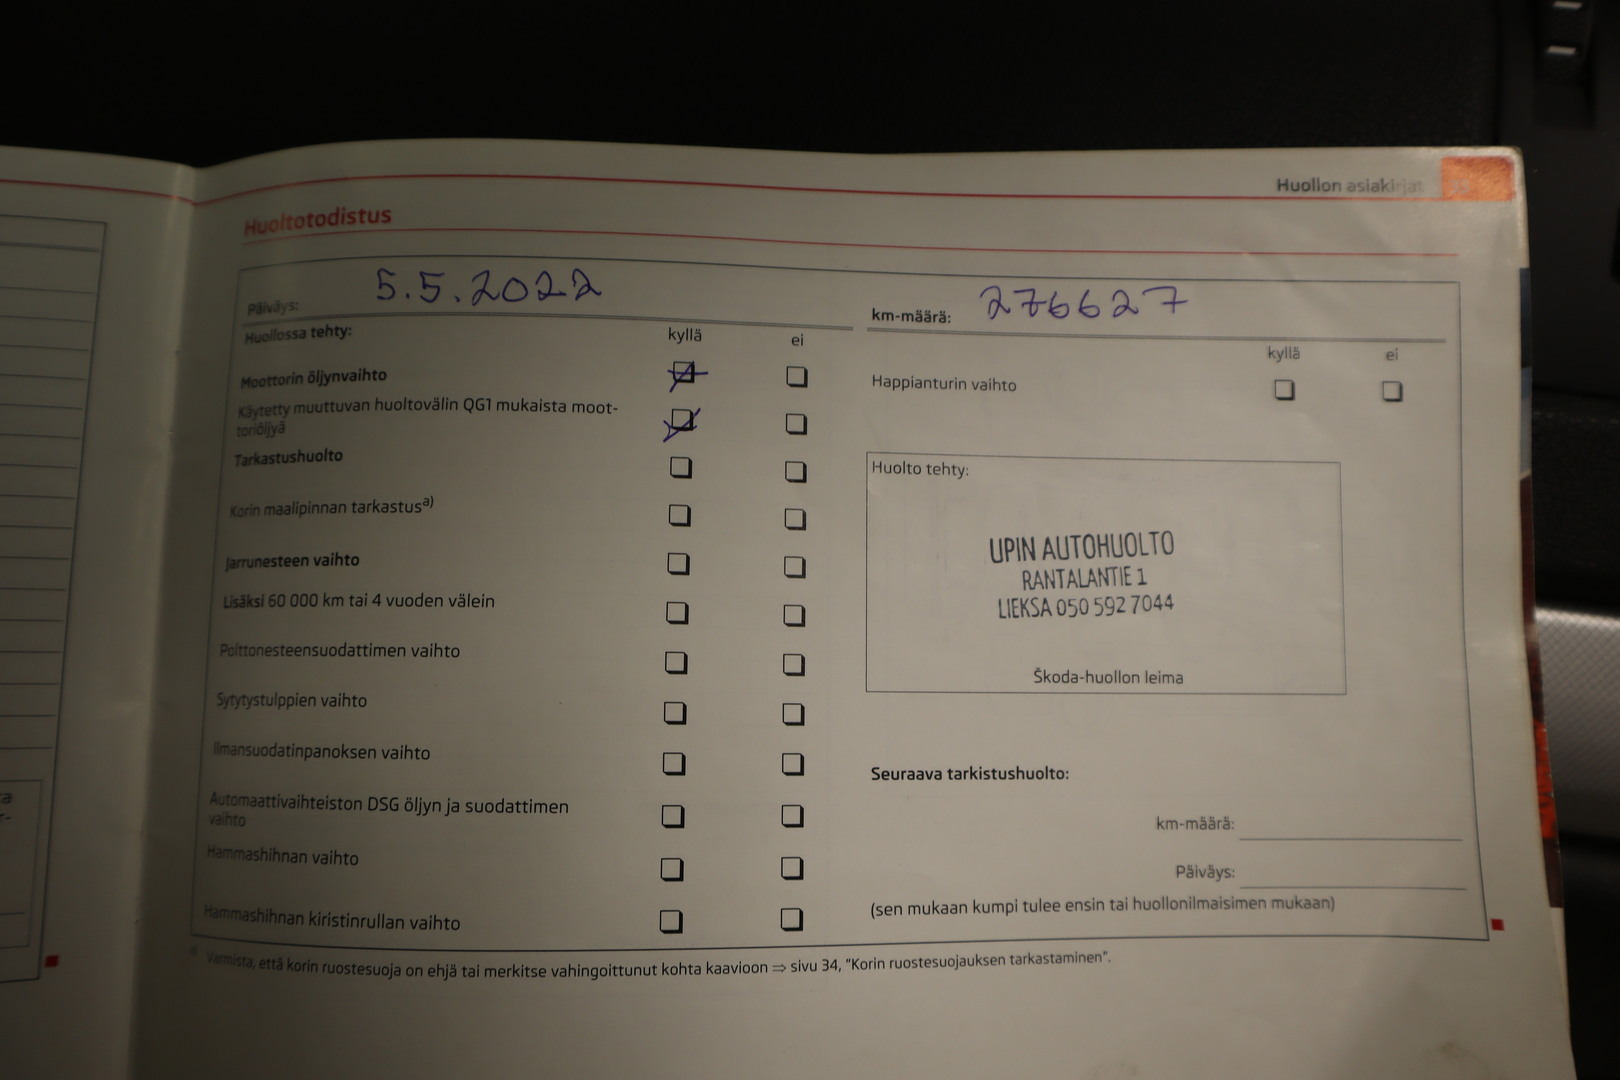 Huollon asiakirjat
Huoltotodistus
Päiväys: 5.5.2022
km-määrä: 276627
Huollossa tehty: kyllä ei
kyllä ei
Moottorin öljynvaihto
Happianturin vaihto
Käytetty muuttuvan huoltovälin QG1 mukaista moot-
toriöljyä
Tarkastushuolto
Korin maalipinnan tarkastusa)
Jarrunesteen vaihto
Lisäksi 60 000 km tai 4 vuoden välein
Polttonesteensuodattimen vaihto
Sytytystulppien vaihto
Ilmansuodatinpanoksen vaihto
Automaattivaihteiston DSG öljyn ja suodattimen
vaihto
Hammashihnan vaihto
Hammashihnan kiristinrullan vaihto
Huolto tehty:
UPIN AUTOHUOLTO
RANTALANTIE 1
LIEKSA 050 592 7044
Škoda-huollon leima
Seuraava tarkistushuolto:
km-määrä:
Päiväys:
(sen mukaan kumpi tulee ensin tai huollonilmaisimen mukaan)
Varmista, että korin ruostesuoja on ehjä tai merkitse vahingoittunut kohta kaavioon ⇒ sivu 34, "Korin ruostesuojauksen tarkastaminen".